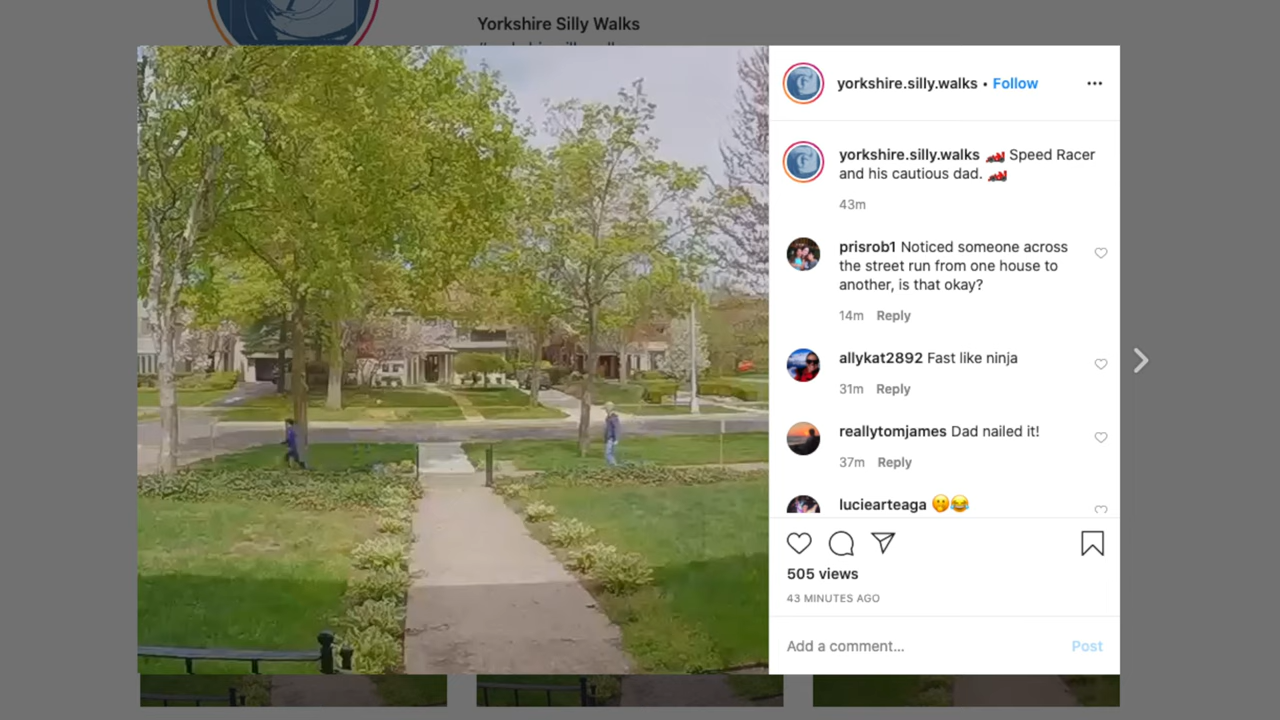 Yorkshire Silly Walks
yorkshire.silly.walks • Follow
yorkshire.silly.walks 🏎️ Speed Racer
and his cautious dad. 🏎️
43m
prisrob1 Noticed someone across
the street run from one house to
another, is that okay?
14m Reply
allykat2892 Fast like ninja
31m Reply
reallytomjames Dad nailed it!
37m Reply
luciearteaga 🤭😂
505 views
43 MINUTES AGO
Add a comment... Post